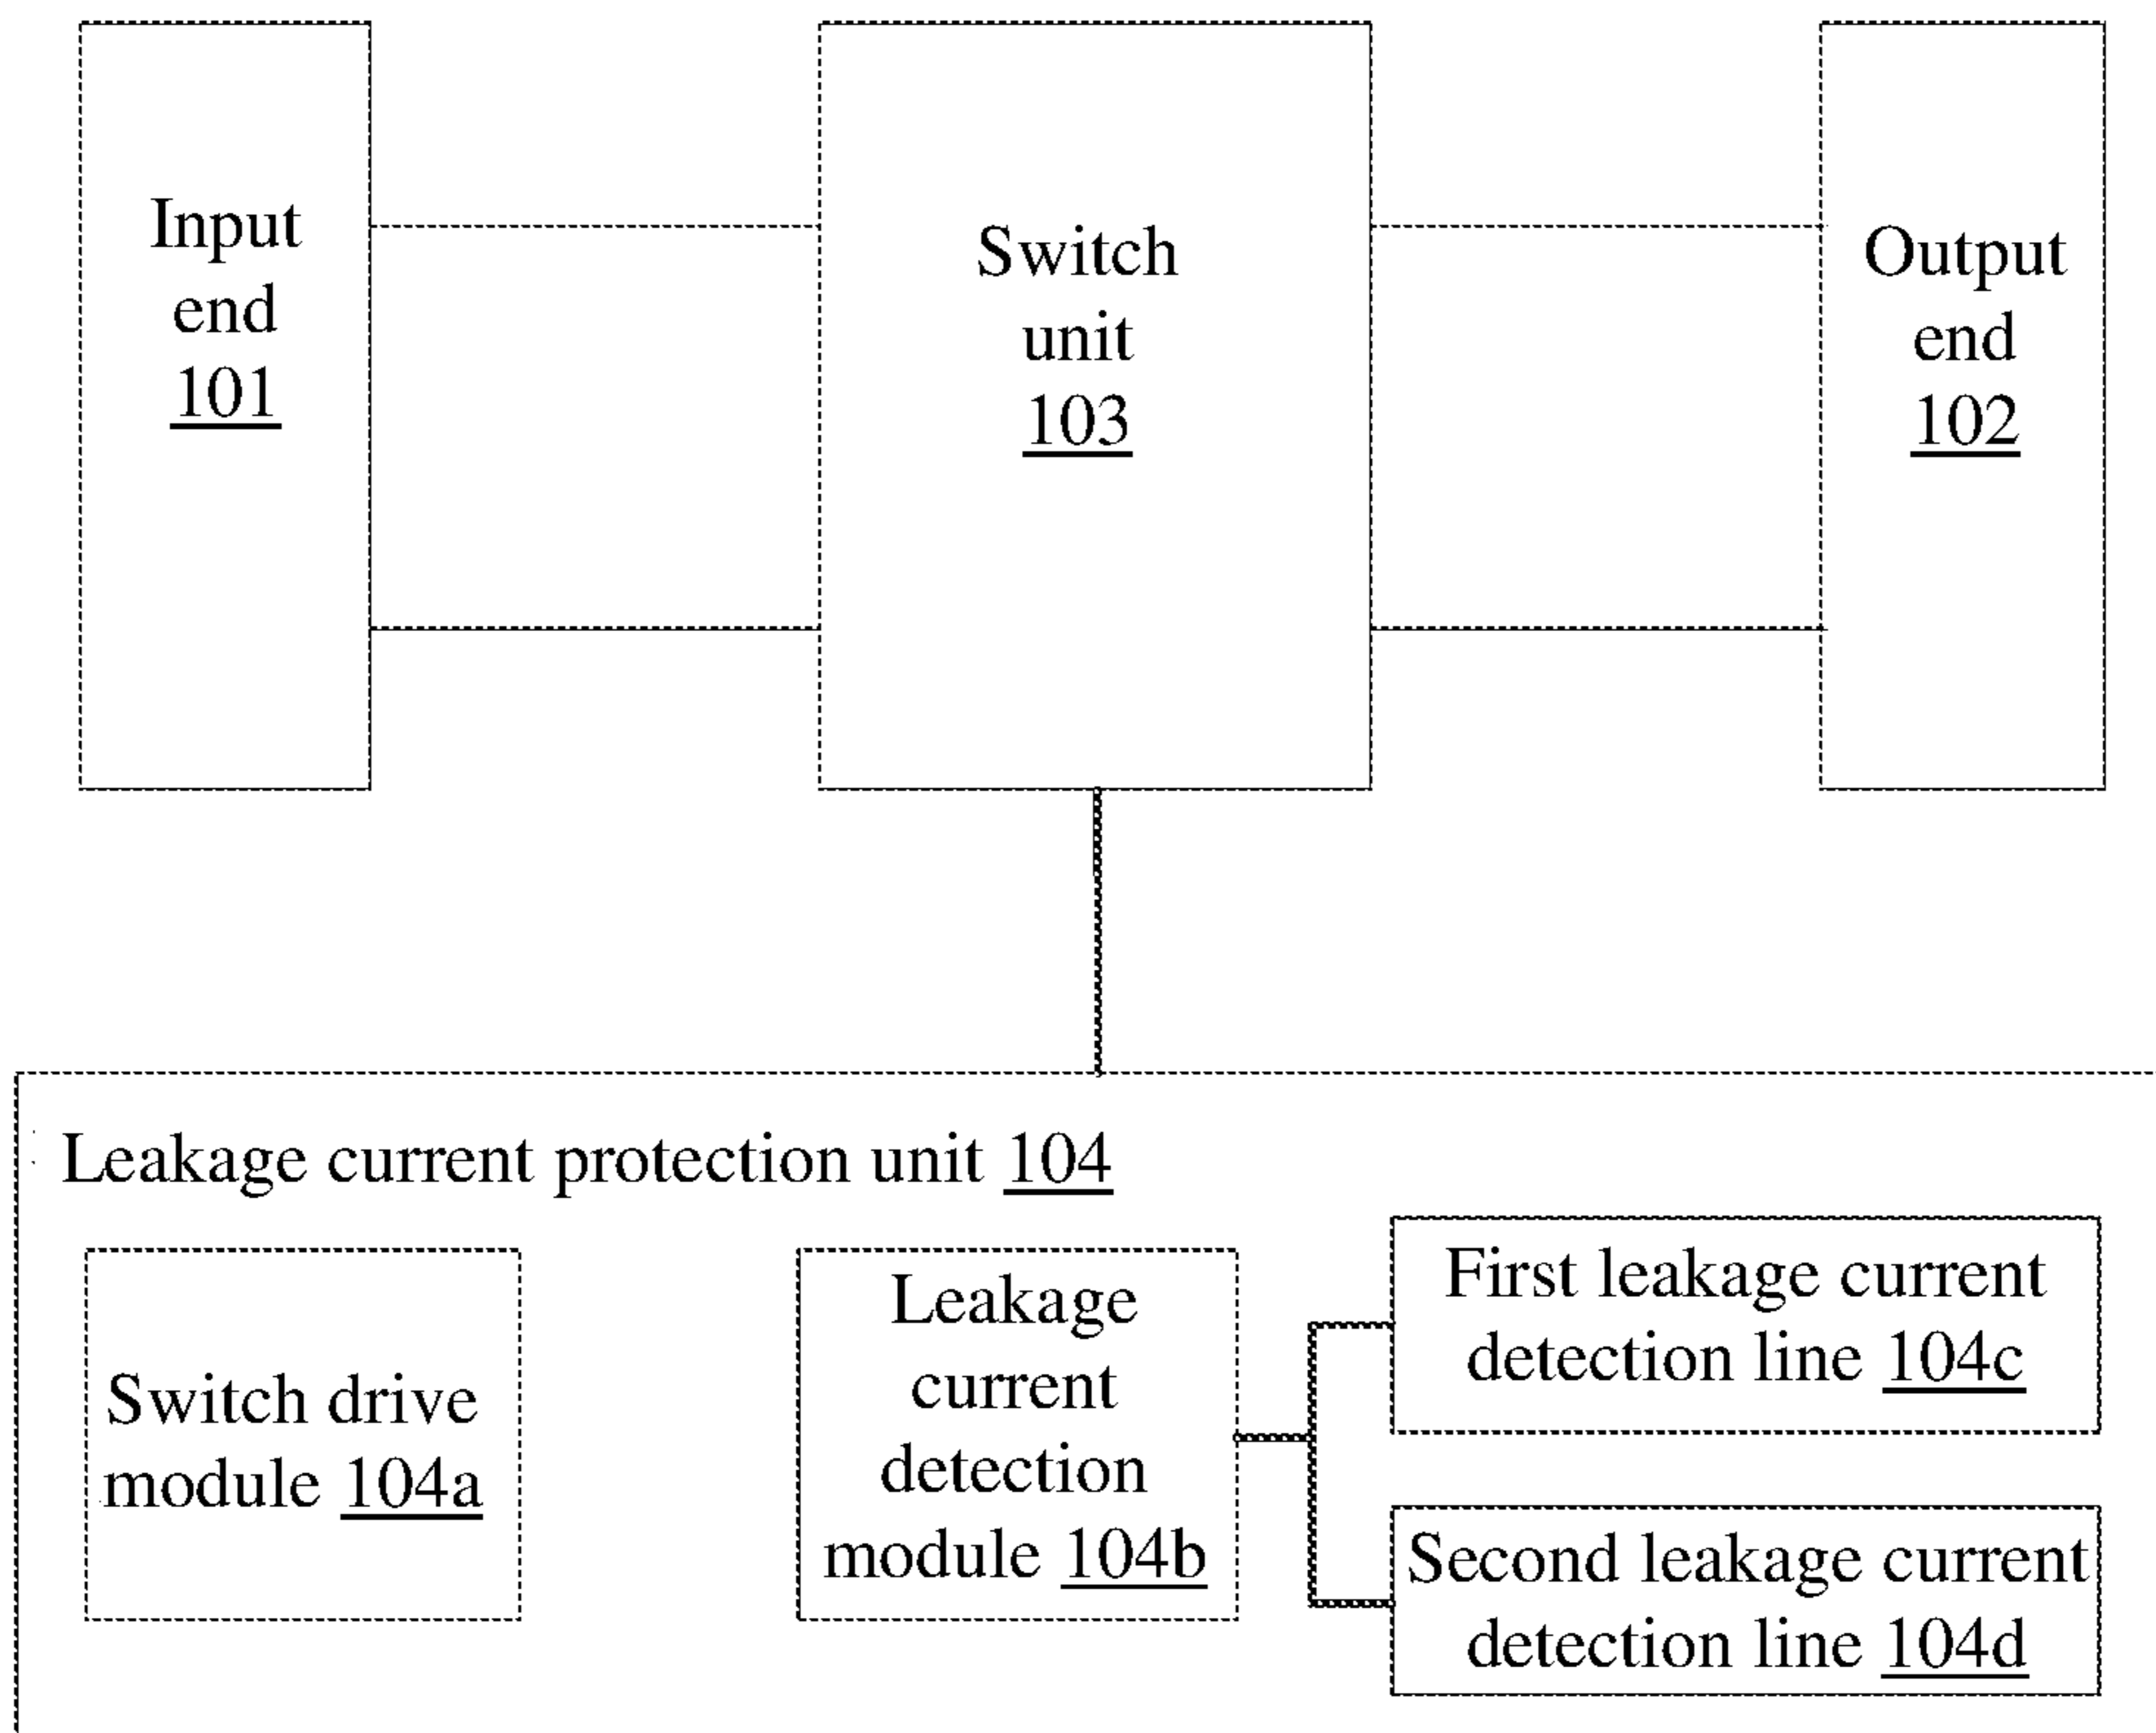 Input
end
101
Switch
unit
103
Output
end
102
Leakage current protection unit 104
Switch drive
module 104a
Leakage
current
detection
module 104b
First leakage current
detection line 104c
Second leakage current
detection line 104d